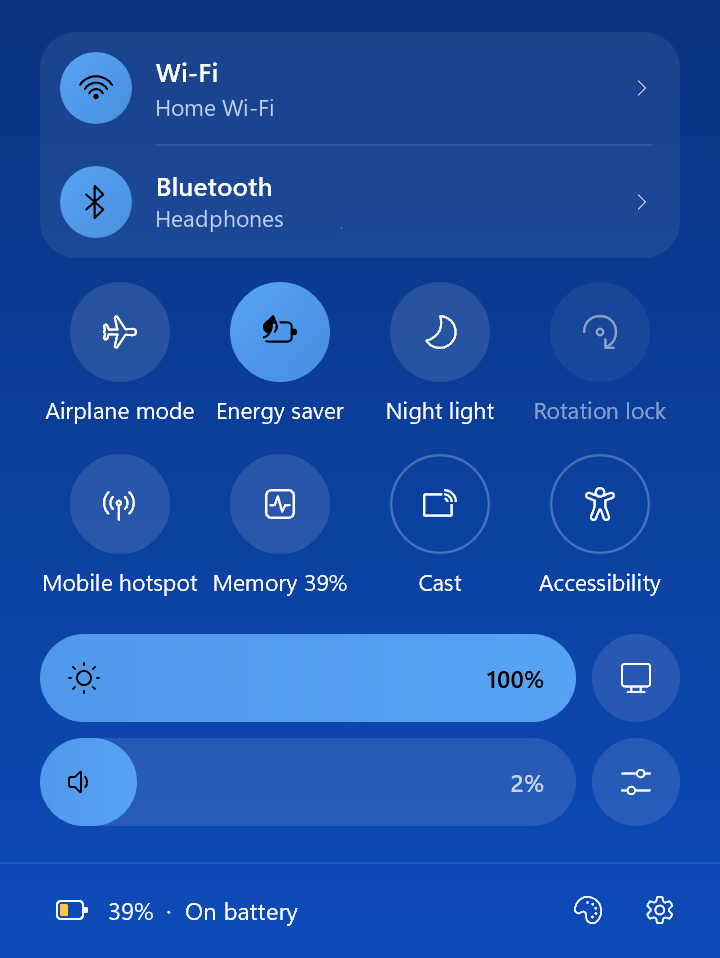 Wi-Fi
Home Wi-Fi
Bluetooth
Headphones
Airplane mode
Energy saver
Night light
Rotation lock
Mobile hotspot
Memory 39%
Cast
Accessibility
100%
2%
39% · On battery